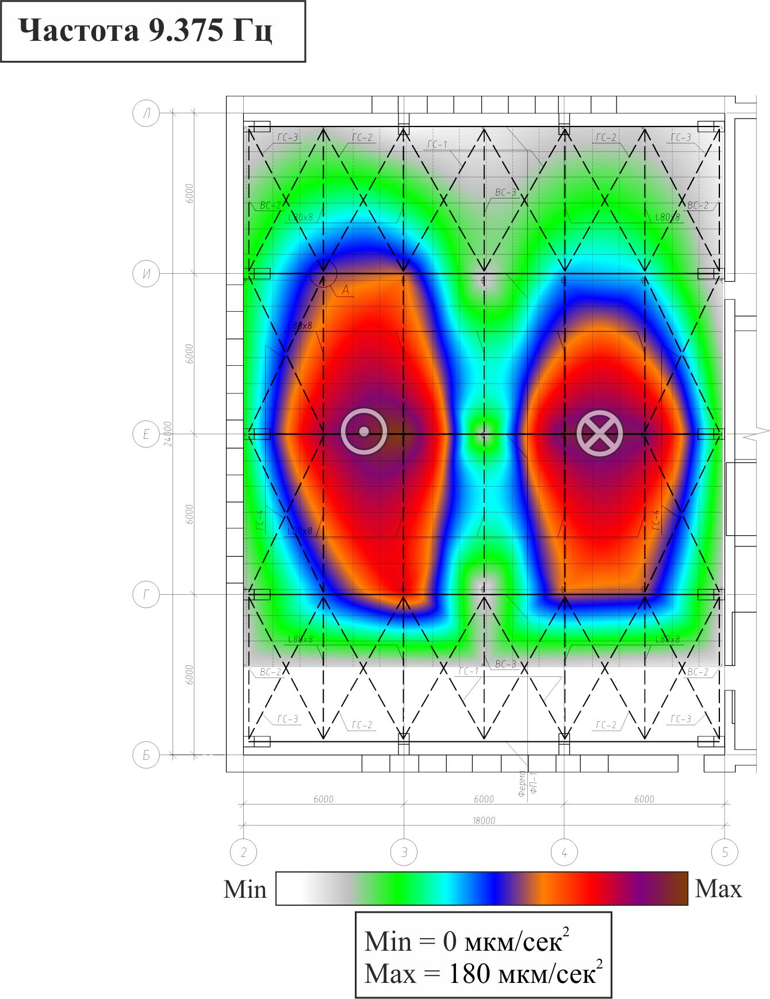 Частота 9.375 Гц
Л
ГС-3
ГС-2
ГС-1
ГС-2
ГС-3
6000
ВС-2
ВС-3
ВС-2
L80x8
L80x8
И
А
L80x8
6000
Е
24000
6000
ГС-4
ГС-4
L80x8
Г
L80x8
L80x8
6000
ВС-2
ГС-1
ВС-3
ВС-2
ГС-3
ГС-2
ГС-2
ГС-3
Б
Ферма
ФП-1
6000
6000
6000
18000
2
3
4
5
Min
Max
Min = 0 мкм/сек²
Max = 180 мкм/сек²